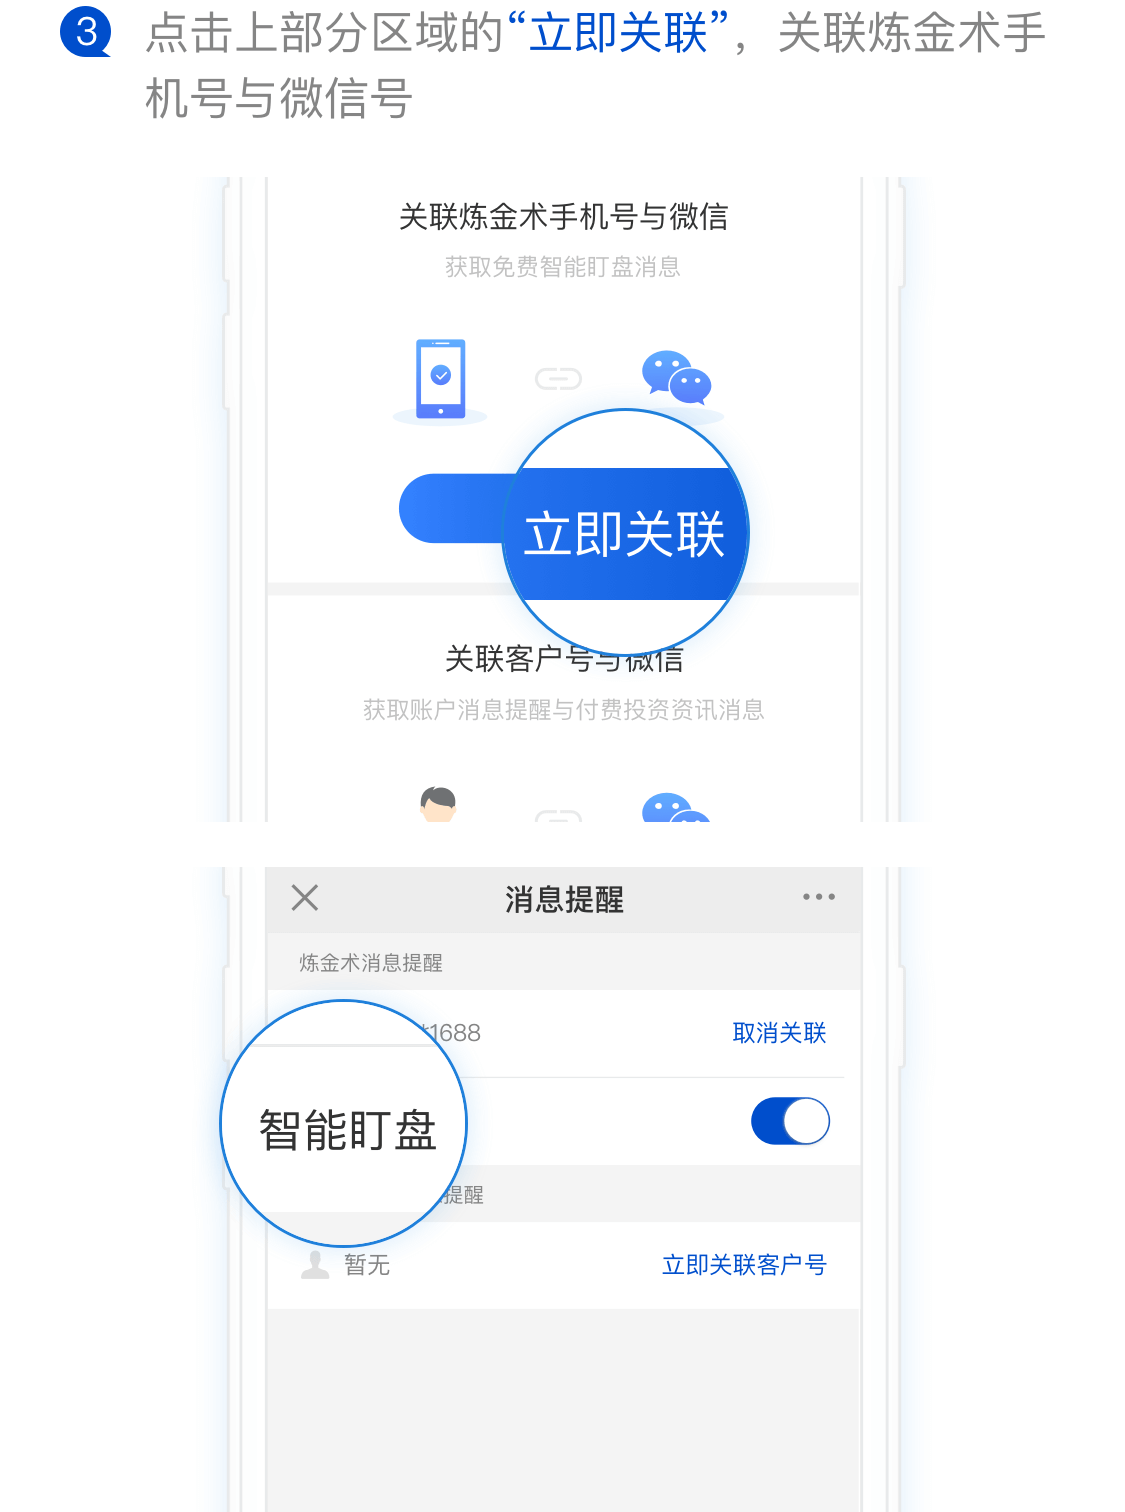 3 点击上部分区域的“立即关联”，关联炼金术手
机号与微信号
关联炼金术手机号与微信
获取免费智能盯盘消息
立即关联
关联客户号与微信
获取账户消息提醒与付费投资资讯消息
消息提醒
炼金术消息提醒
*1688 取消关联
智能盯盘
提醒
暂无 立即关联客户号